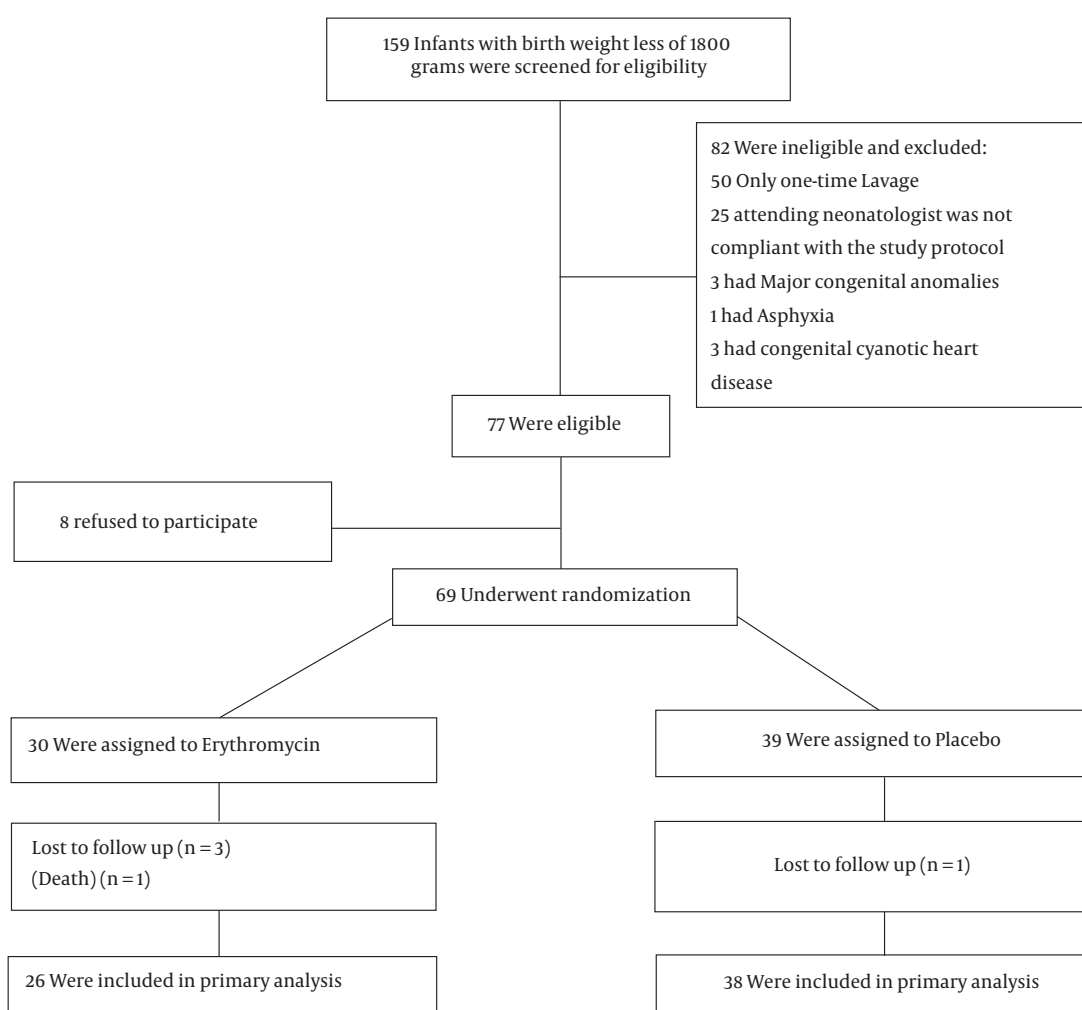 159 Infants with birth weight less of 1800
grams were screened for eligibility
82 Were ineligible and excluded:
50 Only one-time Lavage
25 attending neonatologist was not
compliant with the study protocol
3 had Major congenital anomalies
1 had Asphyxia
3 had congenital cyanotic heart
disease
77 Were eligible
8 refused to participate
69 Underwent randomization
30 Were assigned to Erythromycin
39 Were assigned to Placebo
Lost to follow up (n = 3)
(Death) (n = 1)
Lost to follow up (n = 1)
26 Were included in primary analysis
38 Were included in primary analysis